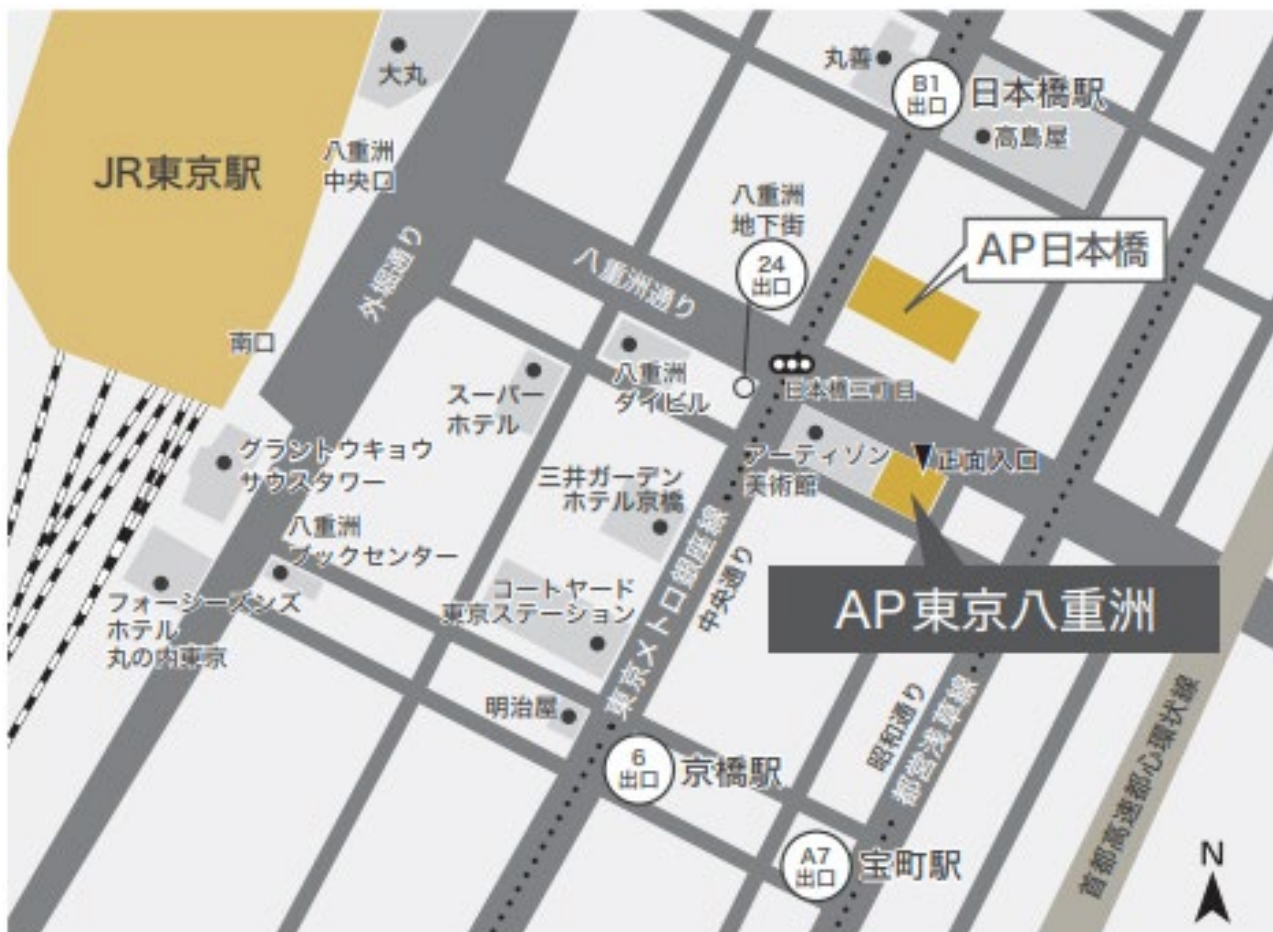 大丸
丸善
B1
出口
日本橋駅
高島屋
JR東京駅
八重洲
中央口
八重洲
地下街
24
出口
AP日本橋
外堀通り
八重洲通り
南口
八重洲
ダイビル
日本橋三丁目
スーパー
ホテル
アーティゾン
美術館
正面入口
グラントウキョウ
サウスタワー
三井ガーデン
ホテル京橋
八重洲
ブックセンター
コートヤード
東京ステーション
東京メトロ銀座線
中央通り
AP東京八重洲
フォーシーズンズ
ホテル
丸の内東京
明治屋
6
出口
京橋駅
昭和通り
都営浅草線
首都高速都心環状線
A7
出口
宝町駅
N